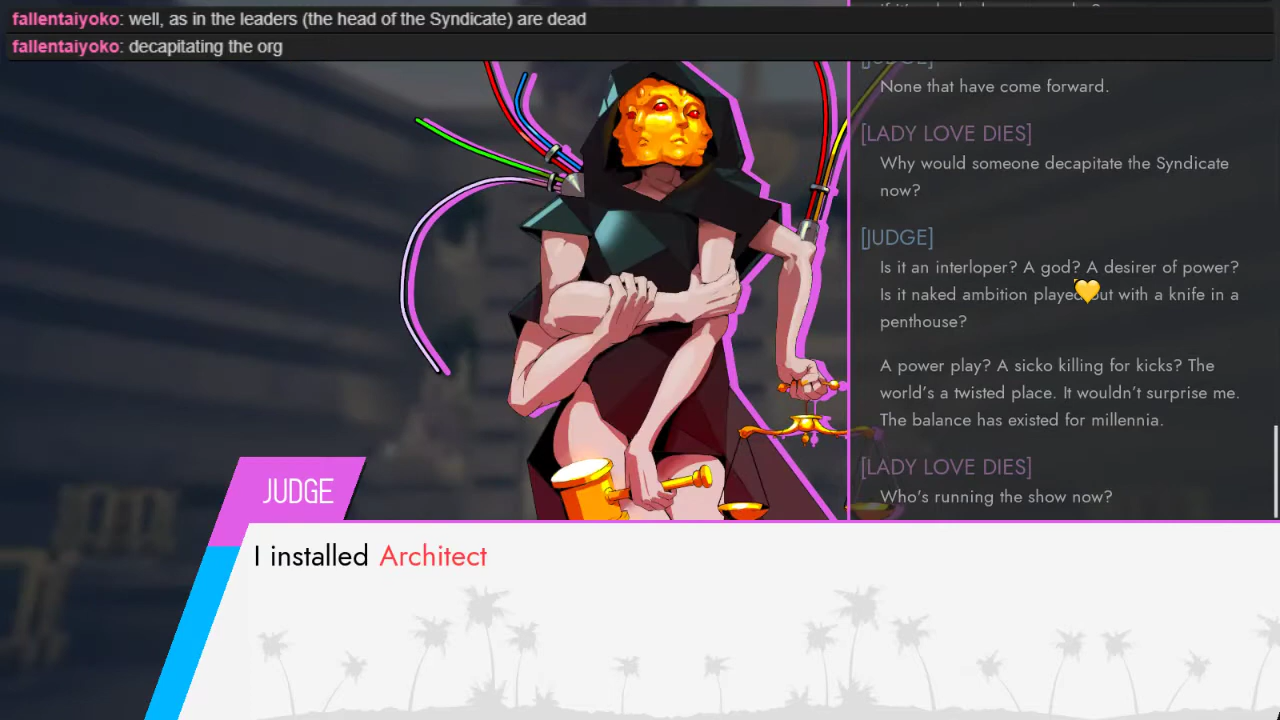 fallentaiyoko: well, as in the leaders (the head of the Syndicate) are dead
fallentaiyoko: decapitating the org
[JUDGE]
None that have come forward.
[LADY LOVE DIES]
Why would someone decapitate the Syndicate
now?
[JUDGE]
Is it an interloper? A god? A desirer of power?
Is it naked ambition played out with a knife in a
penthouse?
A power play? A sicko killing for kicks? The
world's a twisted place. It wouldn't surprise me.
The balance has existed for millennia.
[LADY LOVE DIES]
Who's running the show now?
JUDGE
I installed Architect